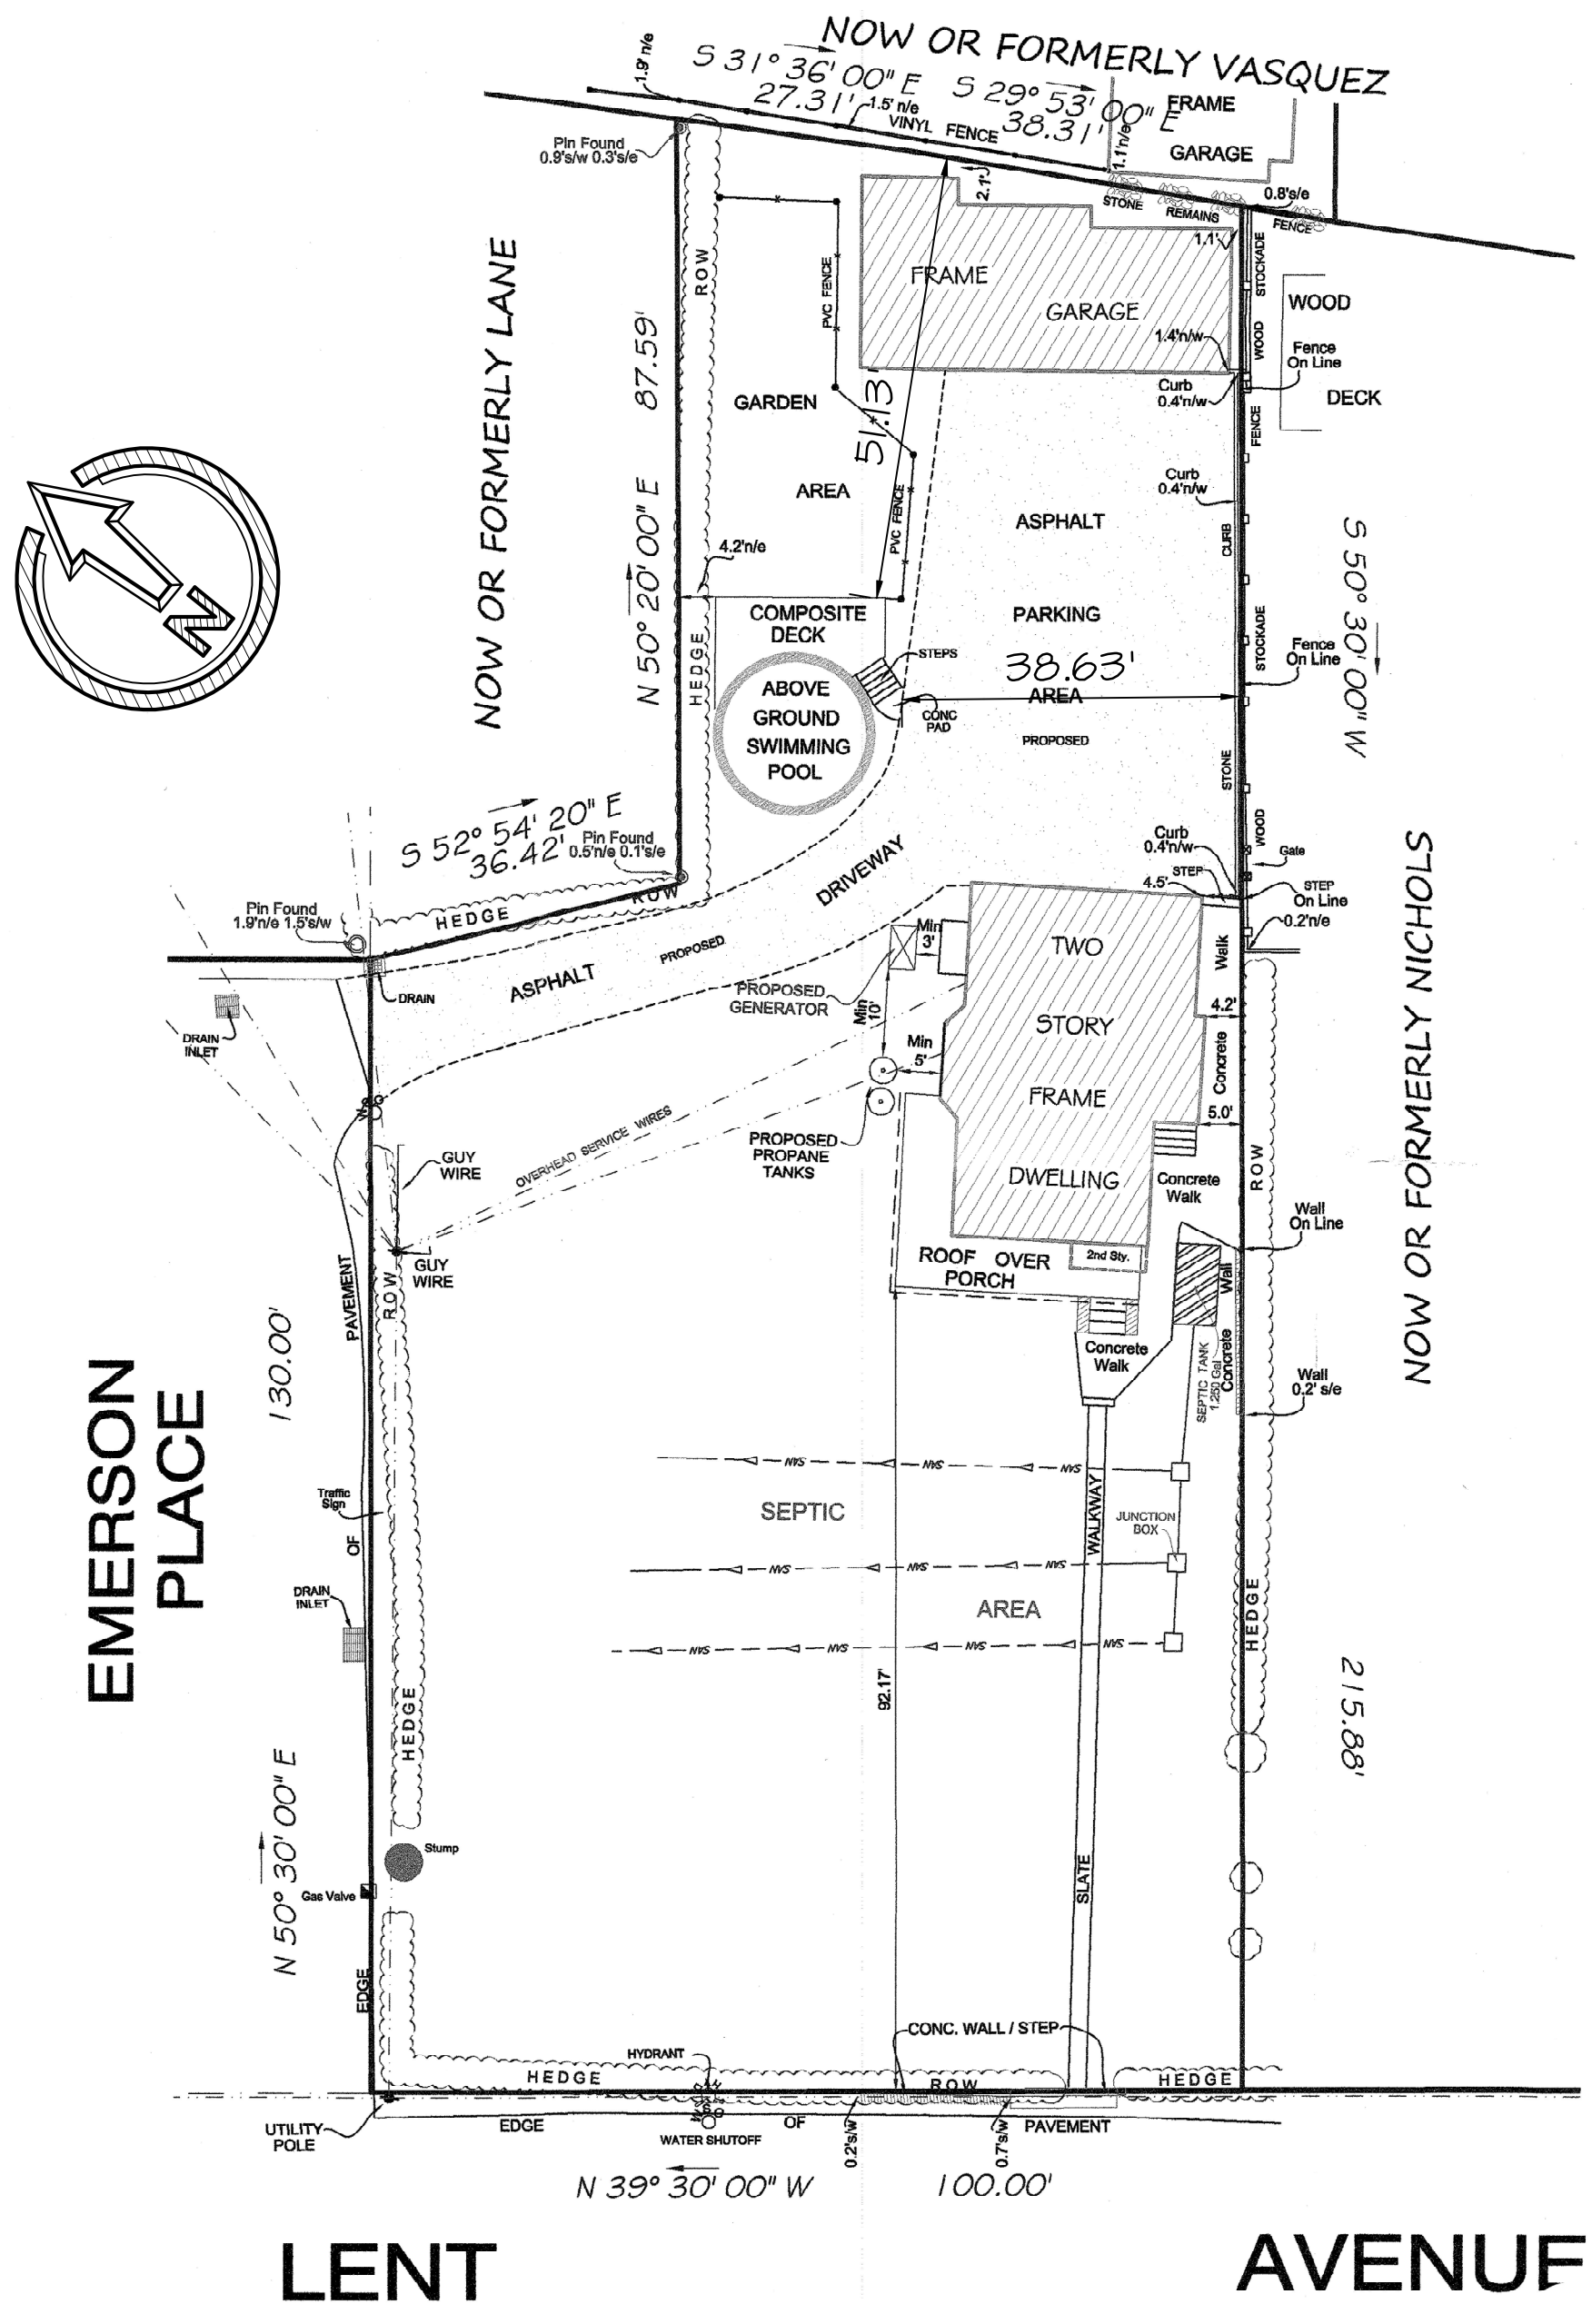 NOW OR FORMERLY VASQUEZ
S 31° 36' 00" E
27.31'
S 29° 53' 00" E
38.31'
1.9' n/e
1.5' n/e
VINYL FENCE
1.1' n/e
FRAME
GARAGE
Pin Found
0.9's/w 0.3's/e
2.1'
STONE
REMAINS
0.8's/e
FENCE
1.1'
STOCKADE
WOOD
FRAME
GARAGE
1.4'n/w
WOOD
DECK
Fence
On Line
Curb
0.4'n/w
FENCE
NOW OR FORMERLY LANE
N 50° 20' 00" E
87.59'
ROW
HEDGE
PVC FENCE
GARDEN
AREA
51.13'
PVC FENCE
4.2'n/e
ASPHALT
PARKING
AREA
PROPOSED
38.63'
Curb
0.4'n/w
CURB
STONE
STOCKADE
WOOD
Fence
On Line
S 50° 30' 00" W
N
COMPOSITE
DECK
STEPS
CONC
PAD
ABOVE
GROUND
SWIMMING
POOL
S 52° 54' 20" E
36.42'
Pin Found
0.5'n/e 0.1's/e
Pin Found
1.9'n/e 1.5's/w
HEDGE ROW
DRIVEWAY
PROPOSED
ASPHALT
DRAIN
DRAIN
INLET
Curb
0.4'n/w
STEP
4.5'
Gate
STEP
On Line
0.2'n/e
NOW OR FORMERLY NICHOLS
PROPOSED
GENERATOR
Min
3'
Min
10'
Min
5'
PROPOSED
PROPANE
TANKS
OVERHEAD SERVICE WIRES
TWO
STORY
FRAME
DWELLING
Walk
4.2'
Concrete
5.0'
Concrete
Walk
GUY
WIRE
GUY
WIRE
ROOF OVER
PORCH
2nd Sty.
Concrete
Walk
SEPTIC TANK
1,250 Gal
Wall
Concrete
Wall
On Line
Wall
0.2' s/e
ROW
HEDGE
215.88'
EMERSON
PLACE
130.00'
N 50° 30' 00" E
PAVEMENT
OF
EDGE
ROW
HEDGE
Traffic
Sign
DRAIN
INLET
SAN SAN SAN
SEPTIC
SAN SAN SAN
AREA
SAN SAN SAN SAN
JUNCTION
BOX
WALKWAY
SLATE
92.17'
Stump
Gas Valve
CONC. WALL / STEP
HYDRANT
HEDGE
ROW
HEDGE
UTILITY
POLE
EDGE
OF
PAVEMENT
WATER SHUTOFF
0.2's/w
0.7's/w
N 39° 30' 00" W
100.00'
LENT
AVENUE